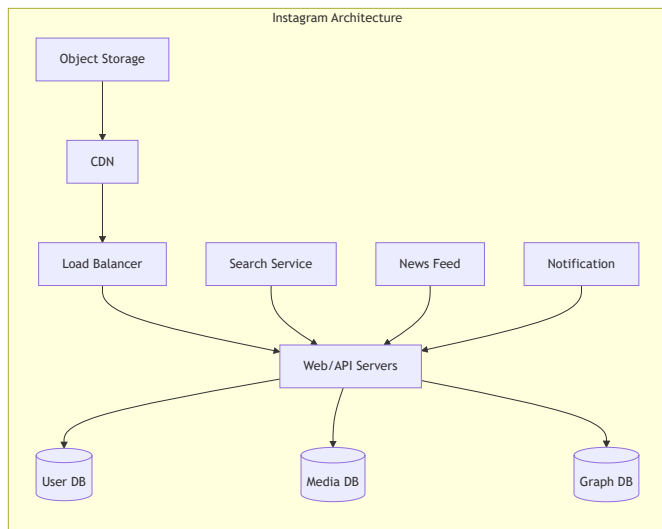 Instagram Architecture
Object Storage
CDN
Load Balancer
Search Service
News Feed
Notification
Web/API Servers
User DB
Media DB
Graph DB